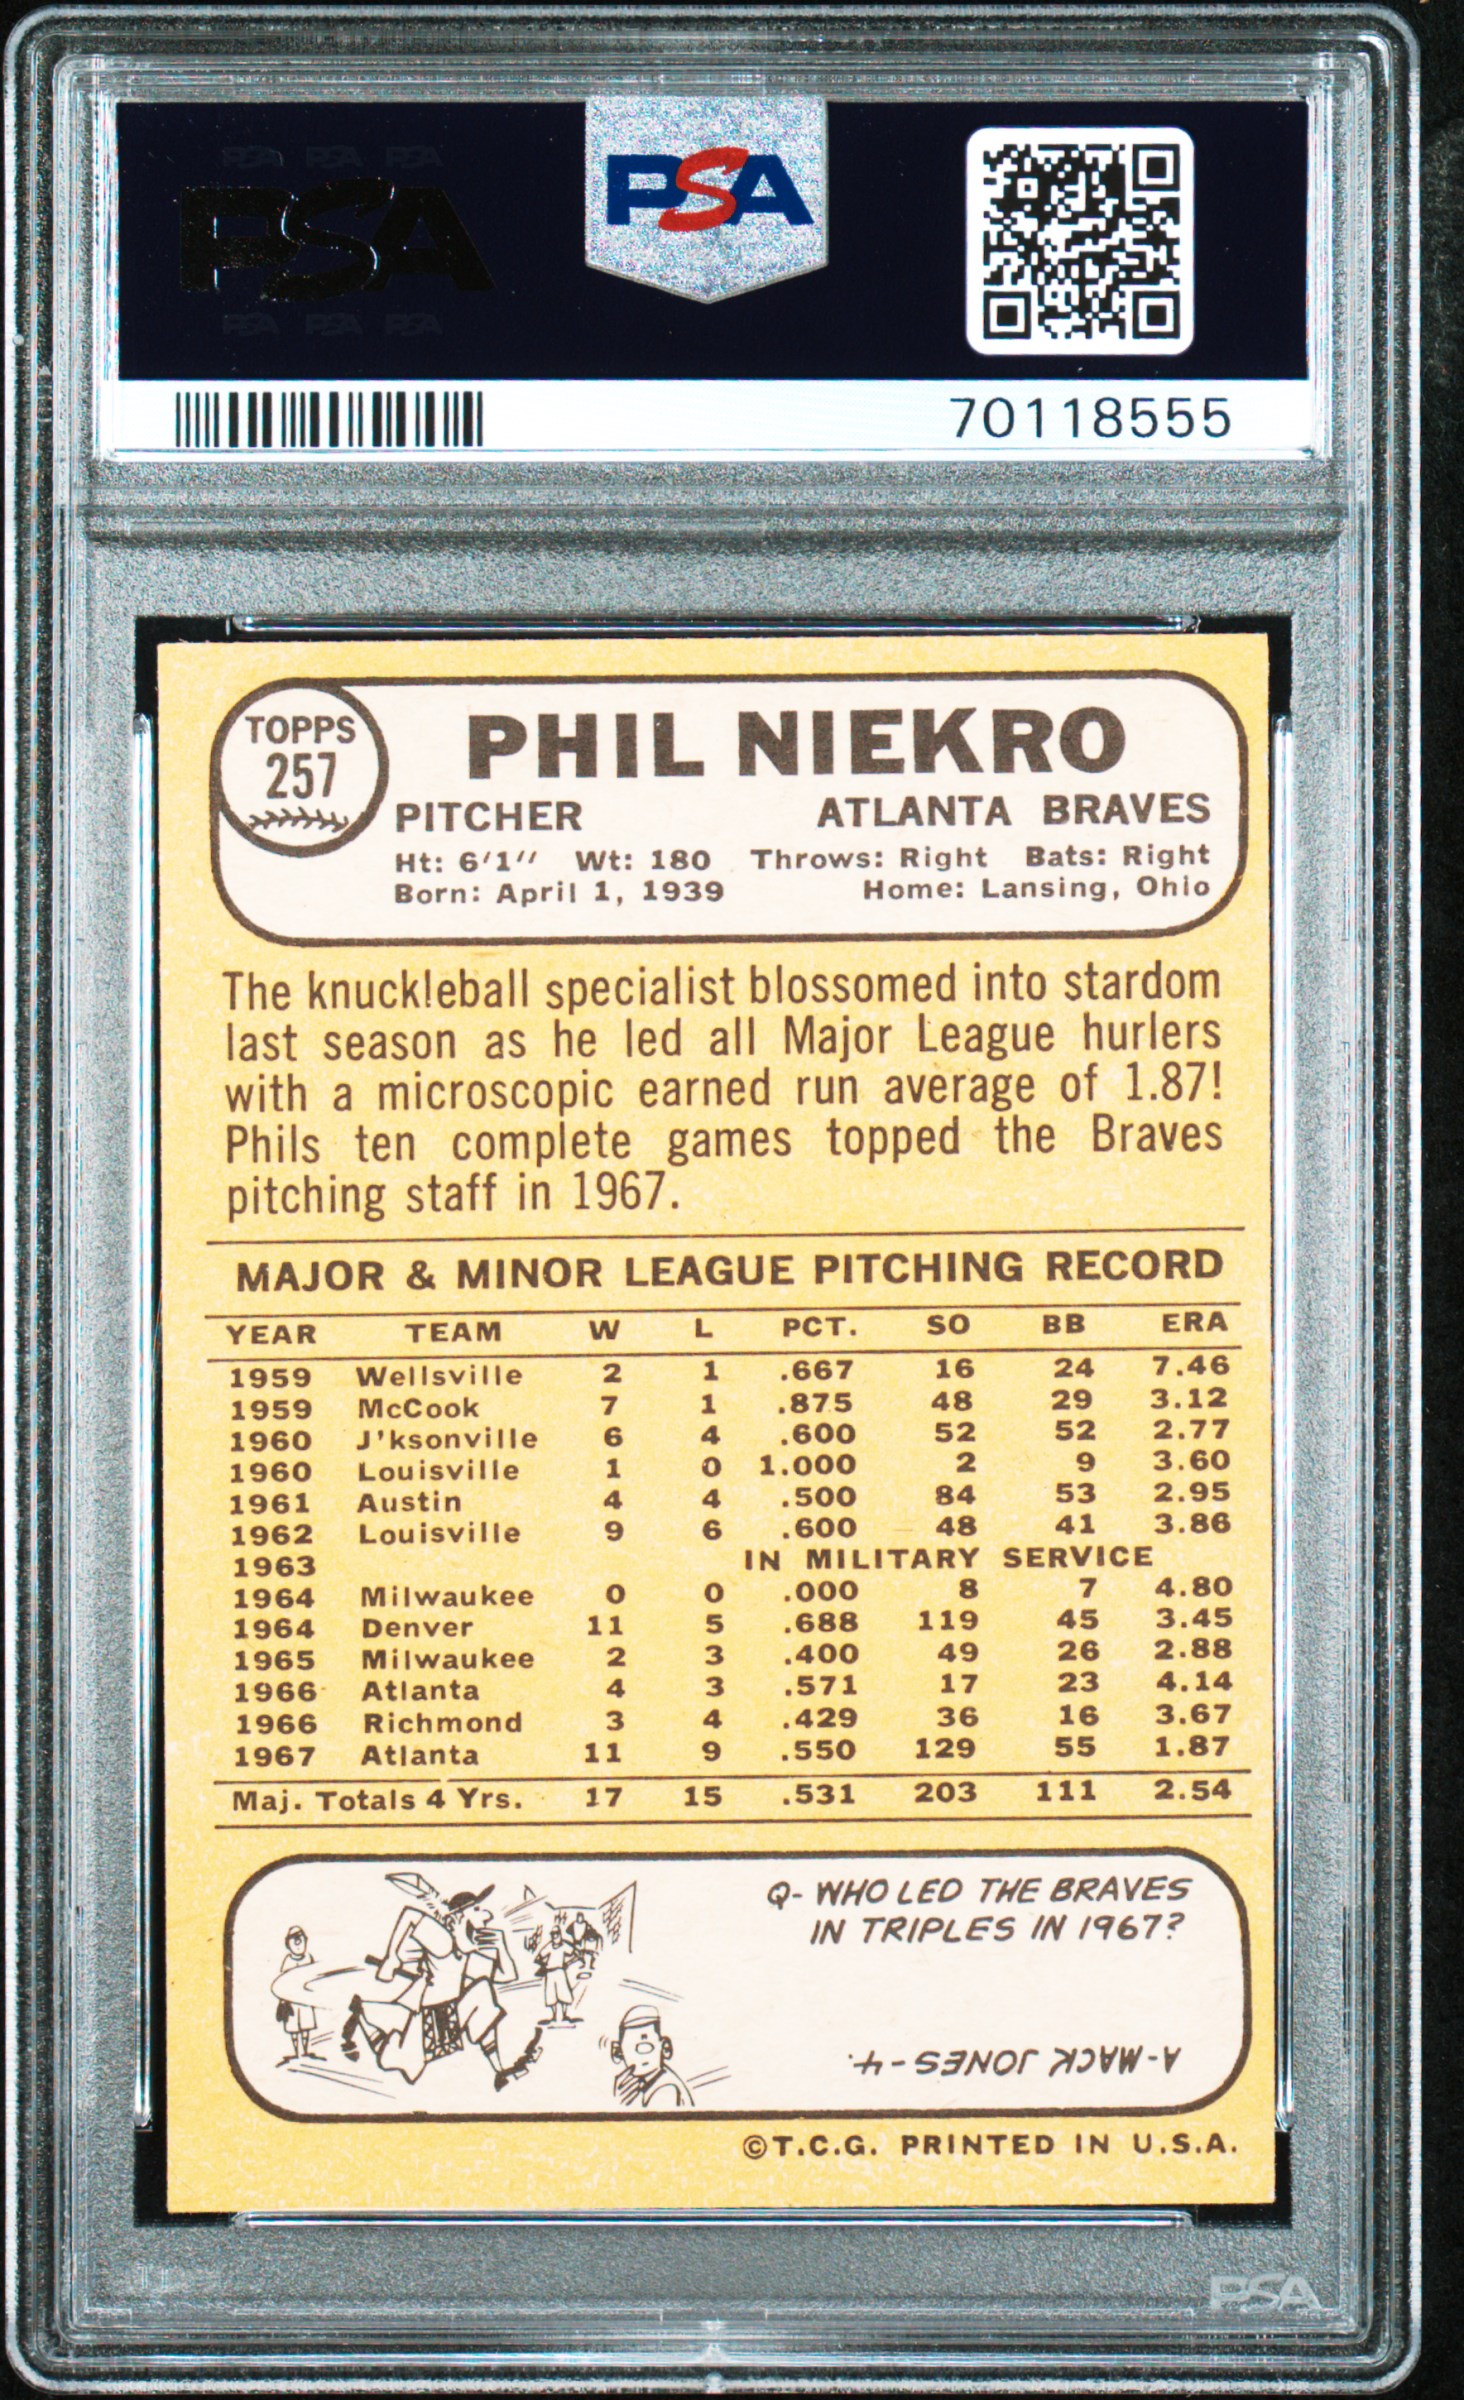 PSA PSA PSA
PSA
PSA PSA PSA
PSA
70118555
TOPPS
257
PHIL NIEKRO
PITCHER ATLANTA BRAVES
Ht: 6'1" Wt: 180 Throws: Right Bats: Right
Born: April 1, 1939 Home: Lansing, Ohio
The knuckleball specialist blossomed into stardom
last season as he led all Major League hurlers
with a microscopic earned run average of 1.87!
Phils ten complete games topped the Braves
pitching staff in 1967.
MAJOR & MINOR LEAGUE PITCHING RECORD
YEAR TEAM W L PCT. SO BB ERA
1959 Wellsville 2 1 .667 16 24 7.46
1959 McCook 7 1 .875 48 29 3.12
1960 J'ksonville 6 4 .600 52 52 2.77
1960 Louisville 1 0 1.000 2 9 3.60
1961 Austin 4 4 .500 84 53 2.95
1962 Louisville 9 6 .600 48 41 3.86
1963 IN MILITARY SERVICE
1964 Milwaukee 0 0 .000 8 7 4.80
1964 Denver 11 5 .688 119 45 3.45
1965 Milwaukee 2 3 .400 49 26 2.88
1966 Atlanta 4 3 .571 17 23 4.14
1966 Richmond 3 4 .429 36 16 3.67
1967 Atlanta 11 9 .550 129 55 1.87
Maj. Totals 4 Yrs. 17 15 .531 203 111 2.54
Q- WHO LED THE BRAVES
IN TRIPLES IN 1967?
A-MACK JONES-4.
©T.C.G. PRINTED IN U.S.A.
PSA